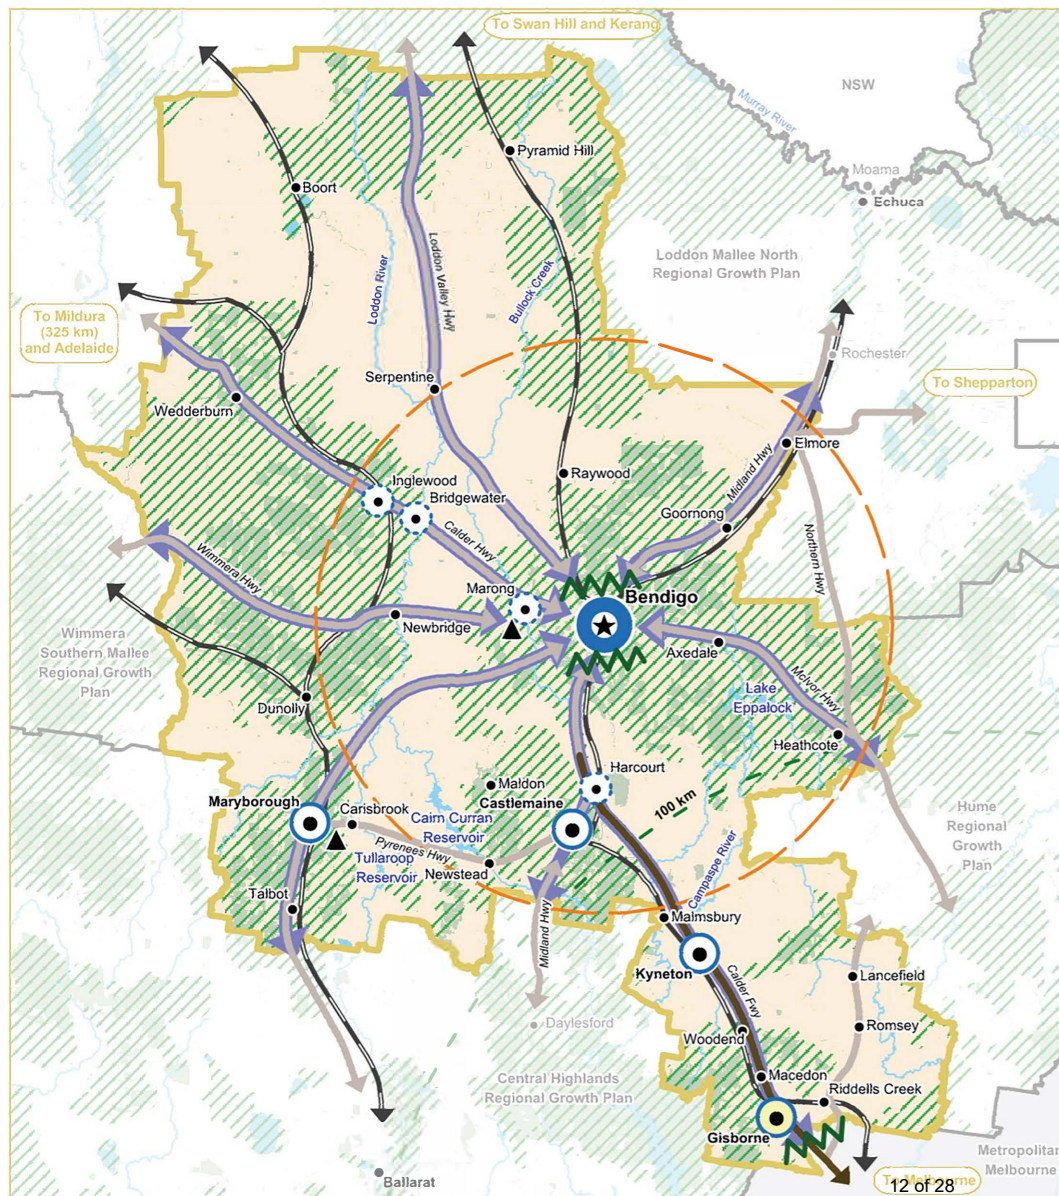 To Swan Hill and Kerang
NSW
Murray River
Pyramid Hill
Moama
Echuca
Boort
Loddon Valley Hwy
Loddon River
Bullock Creek
Loddon Mallee North
Regional Growth Plan
To Mildura
(325 km)
and Adelaide
Rochester
Serpentine
To Shepparton
Wedderburn
Elmore
Midland Hwy
Raywood
Inglewood
Bridgewater
Goornong
Calder Hwy
Northern Hwy
Wimmera Hwy
Marong
Bendigo
Newbridge
Wimmera
Southern Mallee
Regional Growth
Plan
Axedale
McIvor Hwy
Lake
Eppalock
Dunolly
Heathcote
Harcourt
Maldon
Maryborough
Castlemaine
100 km
Carisbrook
Cairn Curran
Reservoir
Hume
Regional
Growth
Plan
Pyrenees Hwy
Tullaroop
Reservoir
Newstead
Campaspe River
Talbot
Malmsbury
Midland Hwy
Kyneton
Calder Fwy
Lancefield
Daylesford
Romsey
Woodend
Central Highlands
Regional Growth Plan
Macedon
Riddells Creek
Gisborne
Metropolitan
Melbourne
Ballarat
To Melbourne
12 of 28